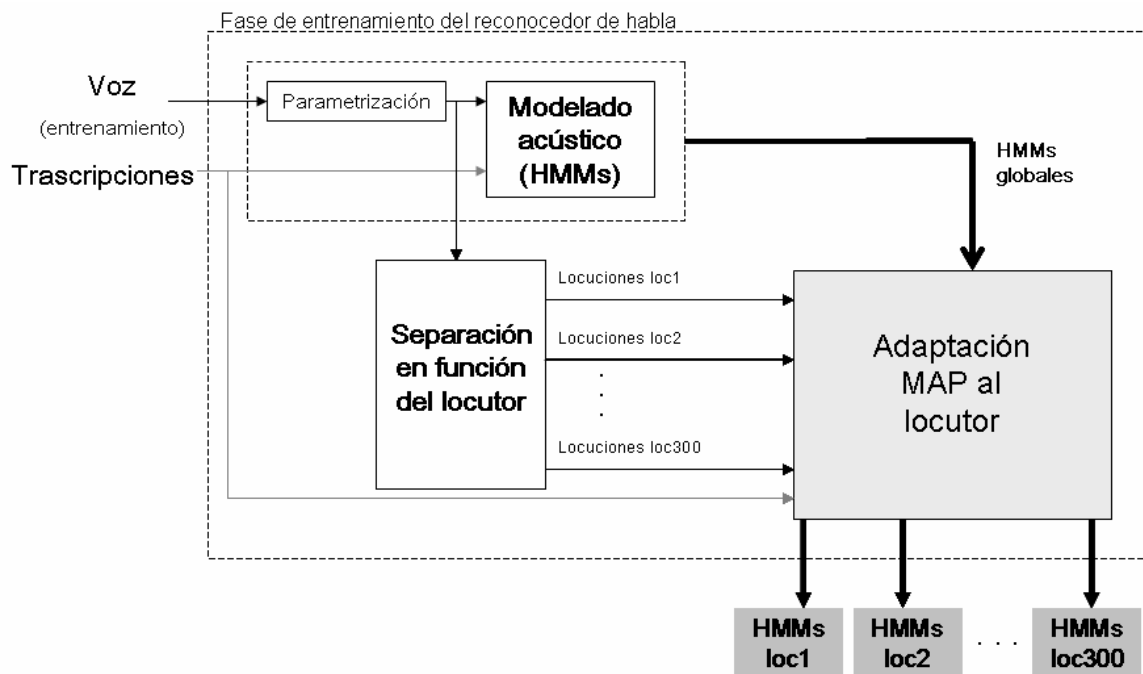 Fase de entrenamiento del reconocedor de habla
Voz
(entrenamiento)
Trascripciones
Parametrización
Modelado
acústico
(HMMs)
HMMs
globales
Separación
en función
del locutor
Locuciones loc1
Locuciones loc2
.
.
.
Locuciones loc300
Adaptación
MAP al
locutor
HMMs
loc1
HMMs
loc2
. . .
HMMs
loc300